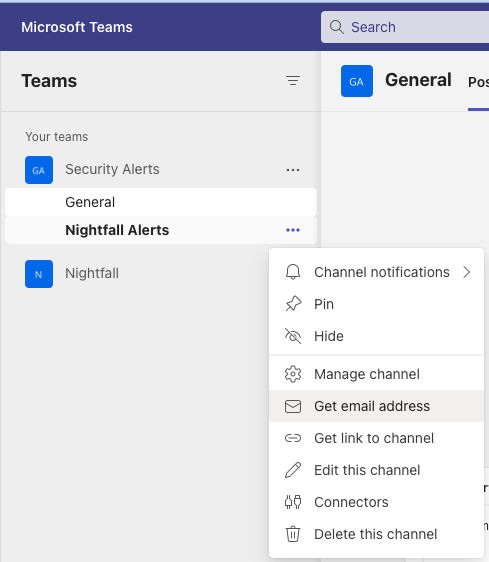 Microsoft Teams
Search
Teams
GA
General
Pos
Your teams
GA Security Alerts
General
Nightfall Alerts
N Nightfall
Channel notifications
Pin
Hide
Manage channel
Get email address
Get link to channel
Edit this channel
Connectors
Delete this channel